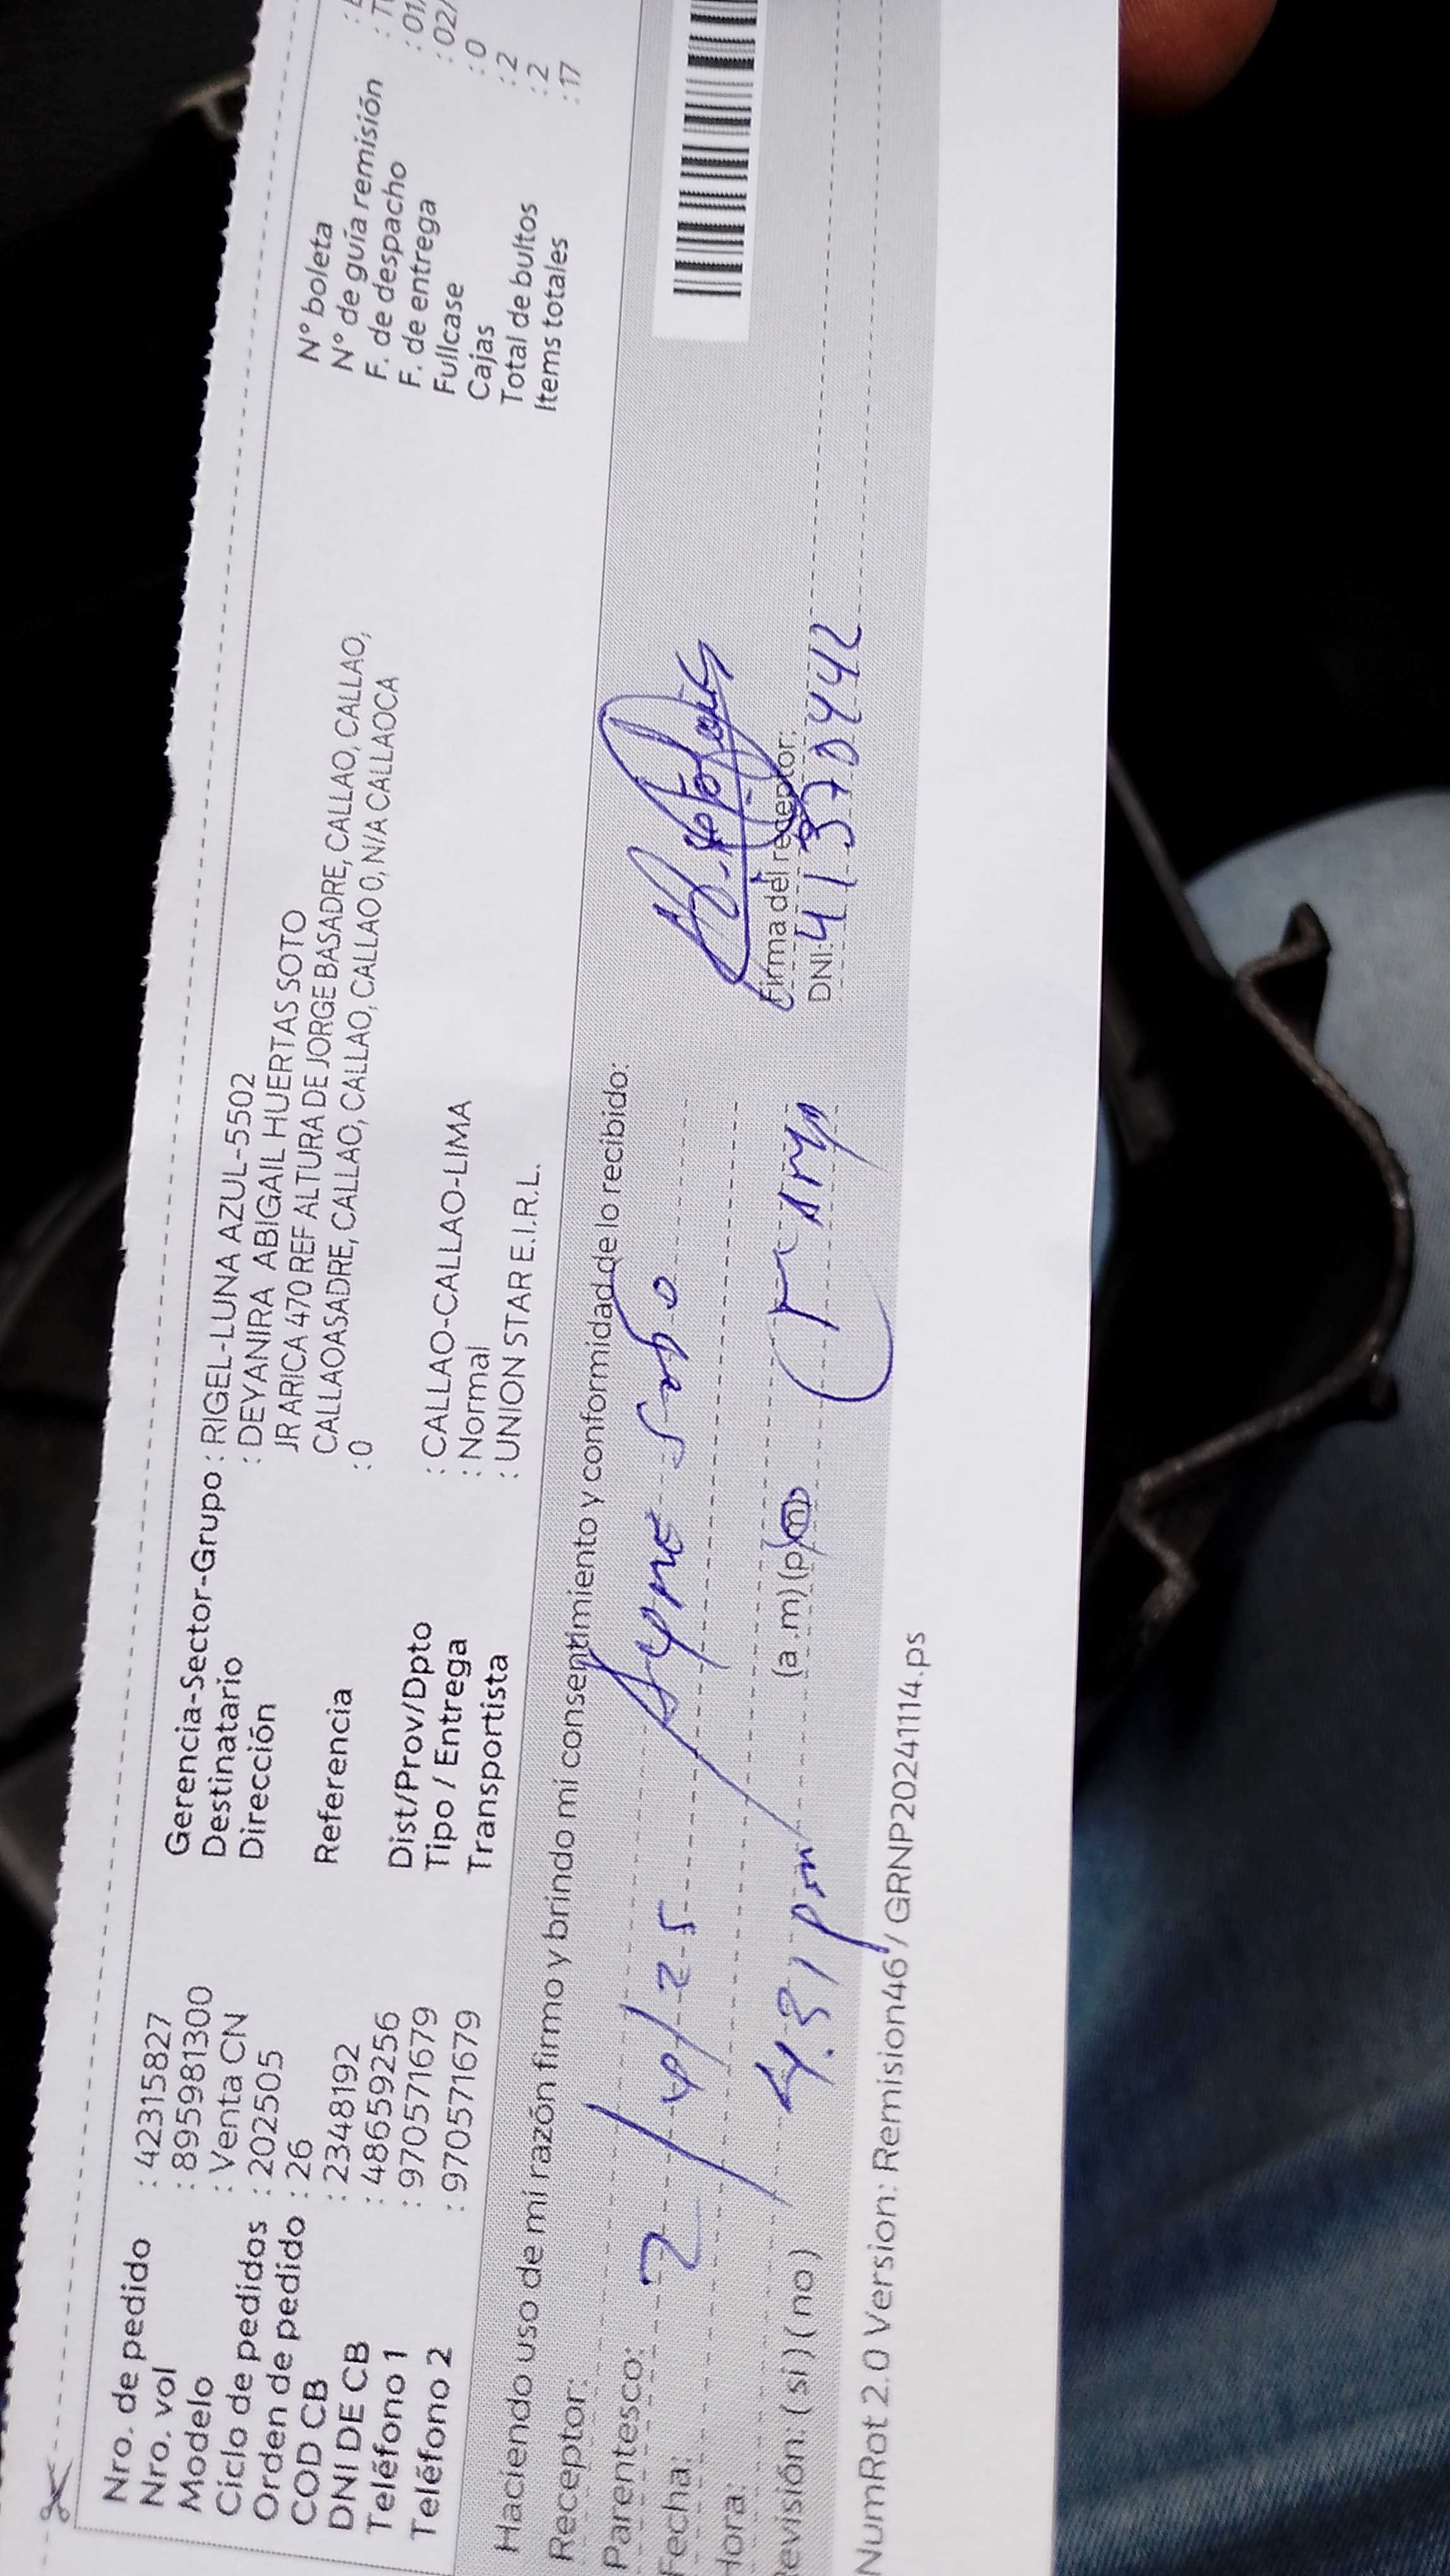 Nro. de pedido : 42315827
Nro. vol : 8959981300
Modelo : Venta CN
Ciclo de pedidos : 202505
Orden de pedido : 26
COD CB : 2348192
DNI DE CB : 48659256
Teléfono 1 : 970571679
Teléfono 2 : 970571679
Gerencia-Sector-Grupo : RIGEL-LUNA AZUL-5502
Destinatario : DEYANIRA ABIGAIL HUERTAS SOTO
Dirección JR ARICA 470 REF ALTURA DE JORGE BASADRE, CALLAO, CALLAO,
CALLAOASADRE, CALLAO, CALLAO, CALLAO 0, N/A CALLAOCA
Referencia : 0
Dist/Prov/Dpto : CALLAO-CALLAO-LIMA
Tipo / Entrega : Normal
Transportista : UNION STAR E.I.R.L.
N° boleta
N° de guía remisión
F. de despacho : 01/
F. de entrega : 02/
Fullcase : 0
Cajas : 2
Total de bultos : 2
Items totales : 17
Haciendo uso de mi razón firmo y brindo mi consentimiento y conformidad de lo recibido:
Receptor:
Parentesco:
Fecha: 2/4/25
Hora: 4.31 pm
(a.m) (p.m)
Revisión: (si) (no)
Firma del receptor:
DNI:
NumRot 2.0 Version: Remision46 / GRNP20241114.ps